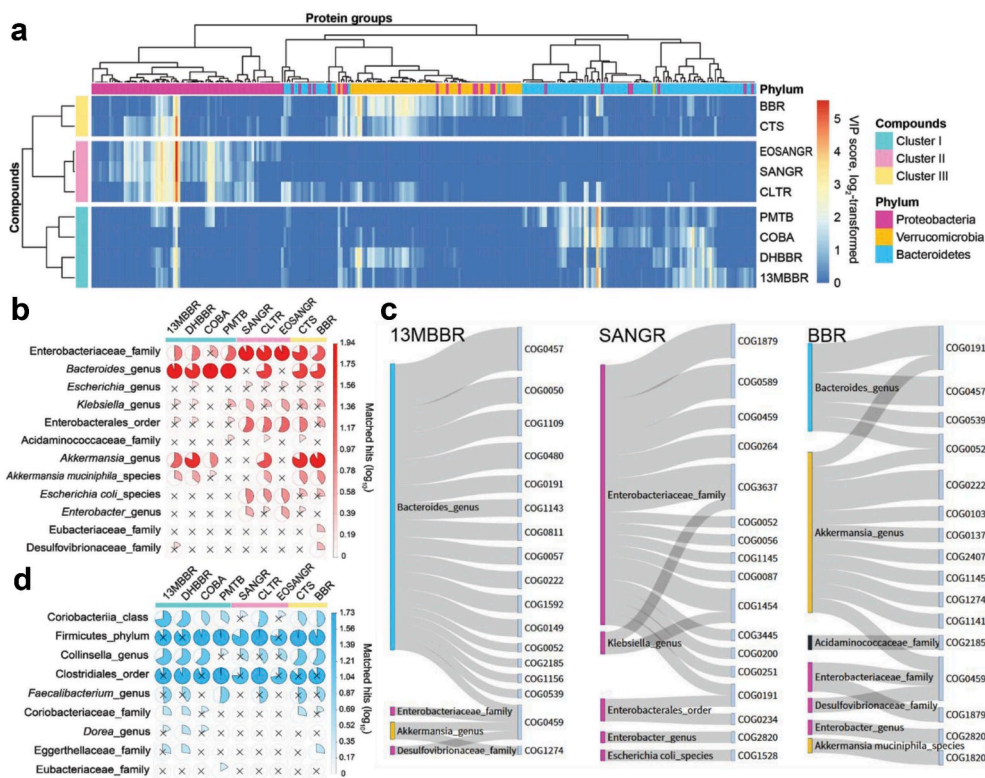 a
Protein groups
Phylum
BBR
CTS
EOSANGR
SANGR
CLTR
PMTB
COBA
DHBBR
13MBBR
Compounds
5
4
3
2
1
0
VIP score, log2-transformed
Compounds
Cluster I
Cluster II
Cluster III
Phylum
Proteobacteria
Verrucomicrobia
Bacteroidetes
b
13MBBR
DHBBR
COBA
PMTB
SANGR
CLTR
EOSANGR
CTS
BBR
Enterobacteriaceae_family
Bacteroides_genus
Escherichia_genus
Klebsiella_genus
Enterobacterales_order
Acidaminococcaceae_family
Akkermansia_genus
Akkermansia muciniphila_species
Escherichia coli_species
Enterobacter_genus
Eubacteriaceae_family
Desulfovibrionaceae_family
1.94
1.75
1.56
1.36
1.17
0.97
0.78
0.58
0.39
0
Matched hits (log10)
d
13MBBR
DHBBR
COBA
PMTB
SANGR
CLTR
EOSANGR
CTS
BBR
Coriobacteriia_class
Firmicutes_phylum
Collinsella_genus
Clostridiales_order
Faecalibacterium_genus
Coriobacteriaceae_family
Dorea_genus
Eggerthellaceae_family
Eubacteriaceae_family
1.73
1.56
1.39
1.21
1.04
0.87
0.69
0.52
0.35
0.17
0
Matched hits (log10)
c
13MBBR
Bacteroides_genus
Enterobacteriaceae_family
Akkermansia_genus
Desulfovibrionaceae_family
COG0457
COG0050
COG1109
COG0480
COG0191
COG1143
COG0811
COG0057
COG0222
COG1592
COG0149
COG0052
COG2185
COG1156
COG0539
COG0459
COG1274
SANGR
Enterobacteriaceae_family
Klebsiella_genus
Enterobacterales_order
Enterobacter_genus
Escherichia coli_species
COG1879
COG0589
COG0459
COG0264
COG3637
COG0052
COG0056
COG1145
COG0087
COG1454
COG3445
COG0200
COG0251
COG0191
COG0234
COG2820
COG1528
BBR
Bacteroides_genus
Akkermansia_genus
Acidaminococcaceae_family
Enterobacteriaceae_family
Desulfovibrionaceae_family
Enterobacter_genus
Akkermansia muciniphila_species
COG0191
COG0457
COG0539
COG0052
COG0222
COG0103
COG0137
COG2407
COG1145
COG1274
COG1141
COG2185
COG0459
COG1879
COG2820
COG1820